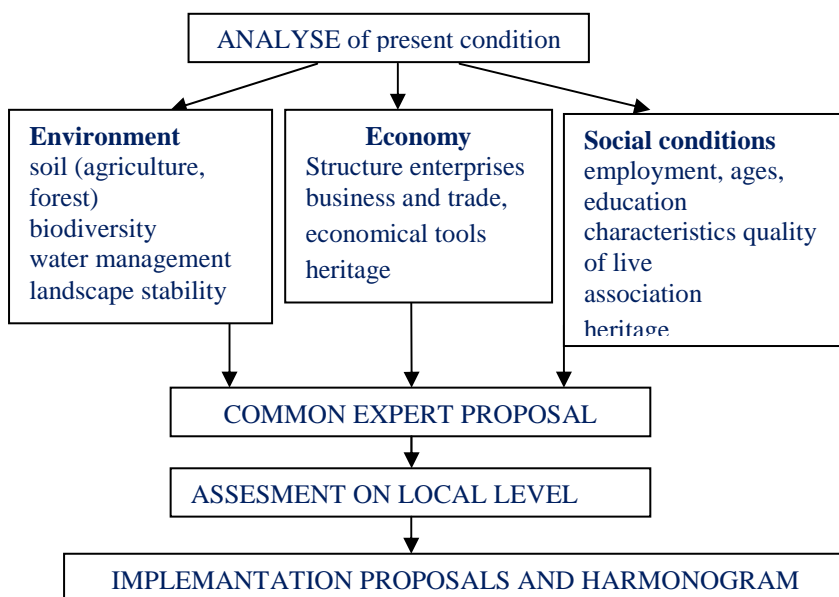 ANALYSE of present condition
Environment
soil (agriculture,
forest)
biodiversity
water management
landscape stability
Economy
Structure enterprises
business and trade,
economical tools
heritage
Social conditions
employment, ages,
education
characteristics quality
of live
association
heritage
COMMON EXPERT PROPOSAL
ASSESMENT ON LOCAL LEVEL
IMPLEMANTATION PROPOSALS AND HARMONOGRAM